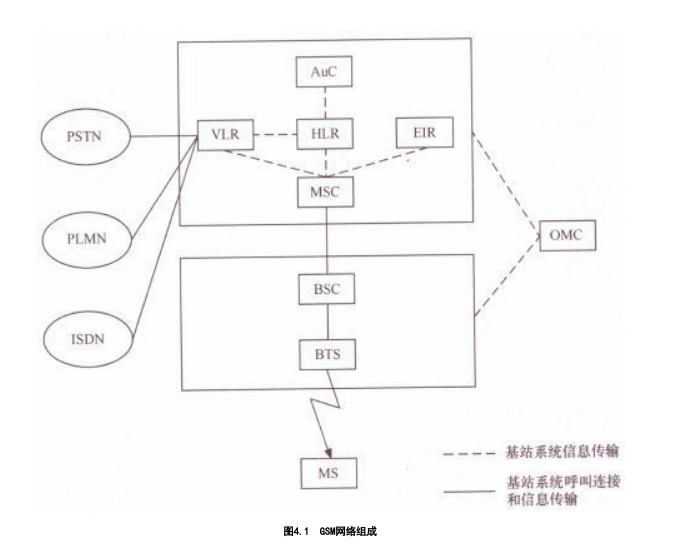 AuC
PSTN
VLR
HLR
EIR
MSC
PLMN
OMC
BSC
ISDN
BTS
MS
基站系统信息传输
基站系统呼叫连接
和信息传输
图4.1 GSM网络组成